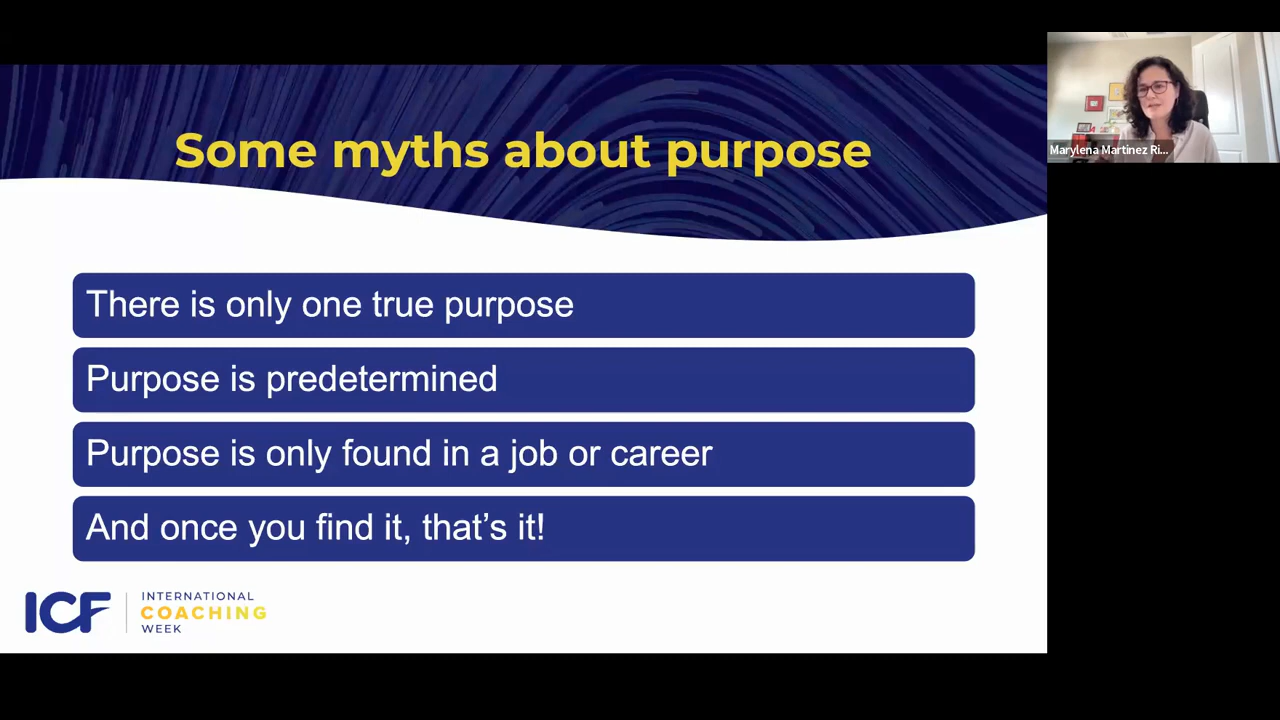 Some myths about purpose
Marylena Martinez Ri...
There is only one true purpose
Purpose is predetermined
Purpose is only found in a job or career
And once you find it, that’s it!
ICF
INTERNATIONAL
COACHING
WEEK